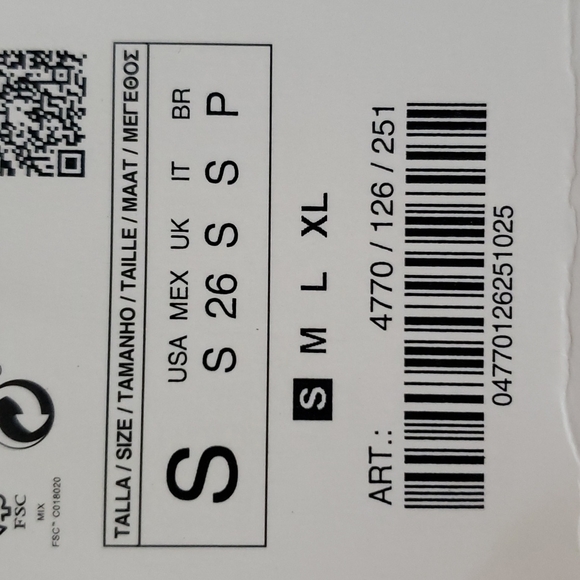 TALLA / SIZE / TAMANHO / TAILLE / MAAT / ΜΕΓΕΘΟΣ
S
USA MEX UK IT BR
S 26 S S P
S M L XL
ART.: 4770 / 126 / 251
04770126251025
FSC
MIX
FSC™ C018020